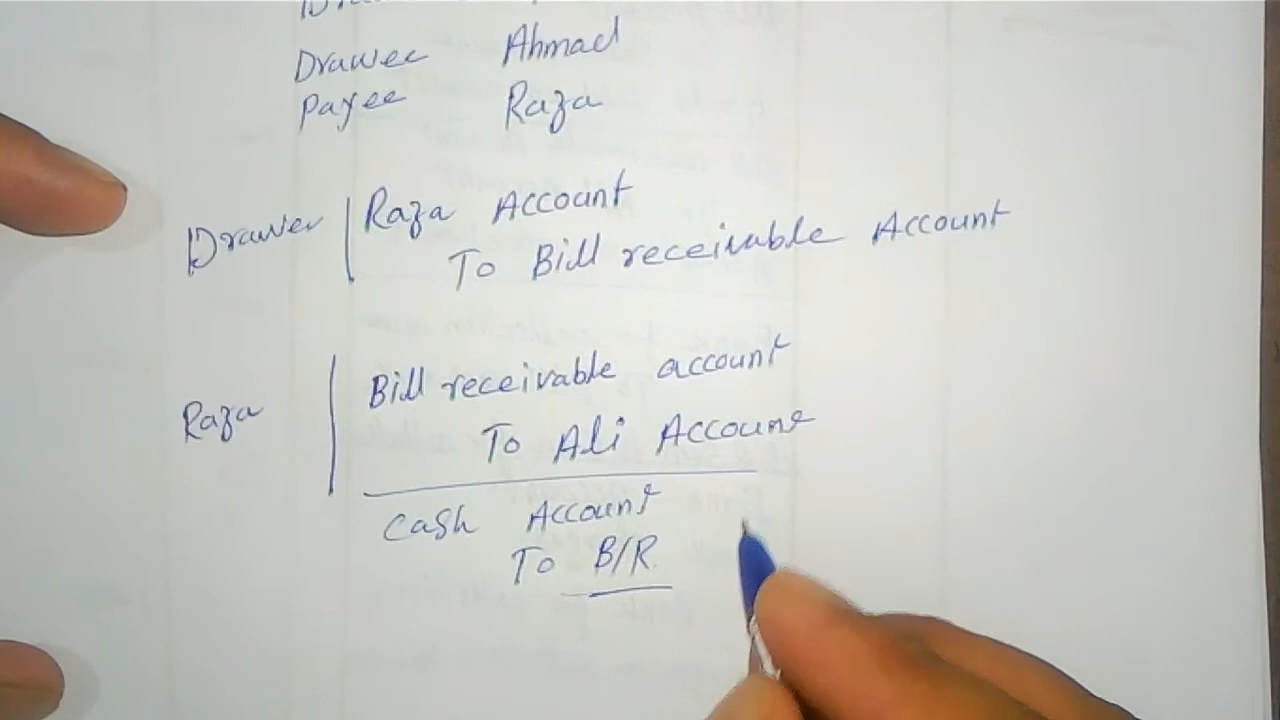 Drawee Ahmad
Payee Raza
Drawer Raza Account
To Bill receivable Account
Raza Bill receivable account
To Ali Account
Cash Account
To B/R